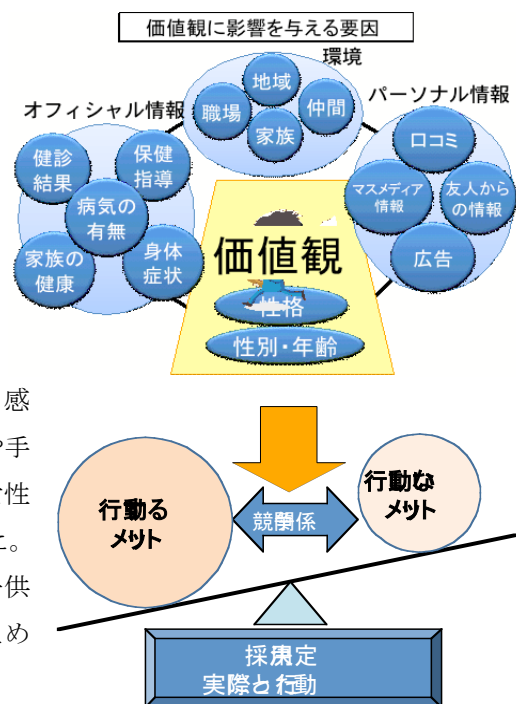 価値観に影響を与える要因
環境
地域
職場
仲間
家族
オフィシャル情報
健診
結果
保健
指導
病気の
有無
家族の
健康
身体
症状
パーソナル情報
口コミ
マスメディア
情報
友人から
の情報
広告
価値観
性格
性別・年齢
感
手
性
。
供
め
行動る
メリット
競関係
行動な
メリット
採決定
実際と行動